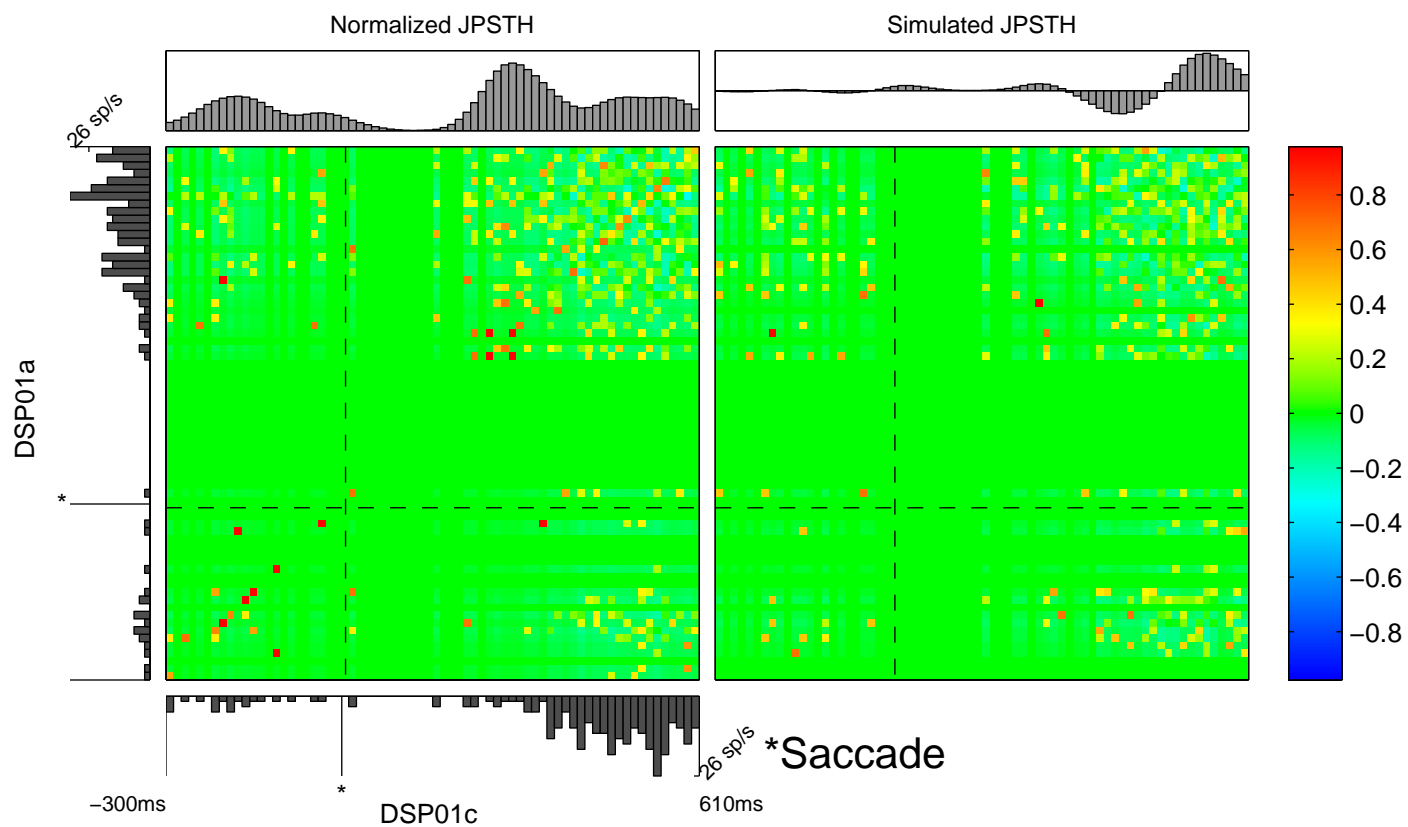 Normalized JPSTH
Simulated JPSTH
26 sp/s
DSP01a
*
0.8
0.6
0.4
0.2
0
−0.2
−0.4
−0.6
−0.8
26 sp/s
*Saccade
*
−300ms
610ms
DSP01c